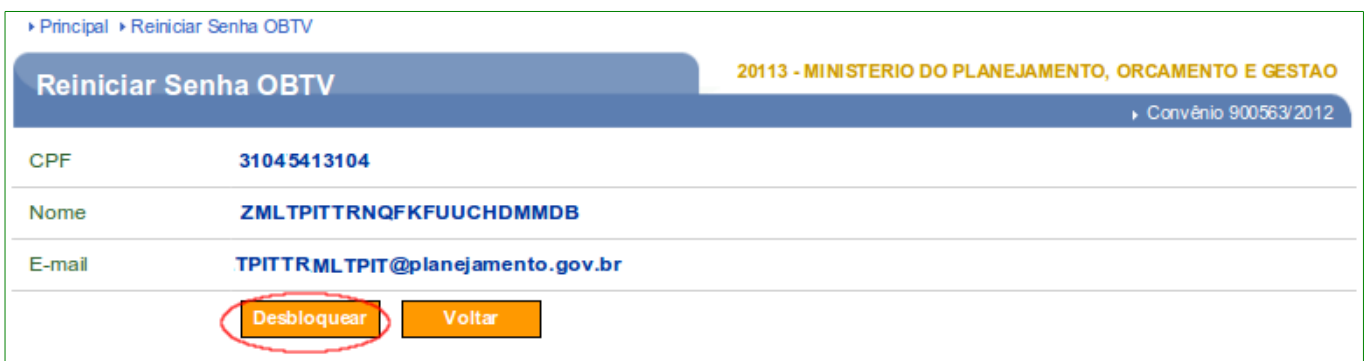 Principal Reiniciar Senha OBTV
Reiniciar Senha OBTV
20113 - MINISTERIO DO PLANEJAMENTO, ORCAMENTO E GESTAO
Convênio 900563/2012
CPF 31045413104
Nome ZMLTPITTRNQFKFUUCHDMMDB
E-mail TPITTRMLTPIT@planejamento.gov.br
Desbloquear Voltar